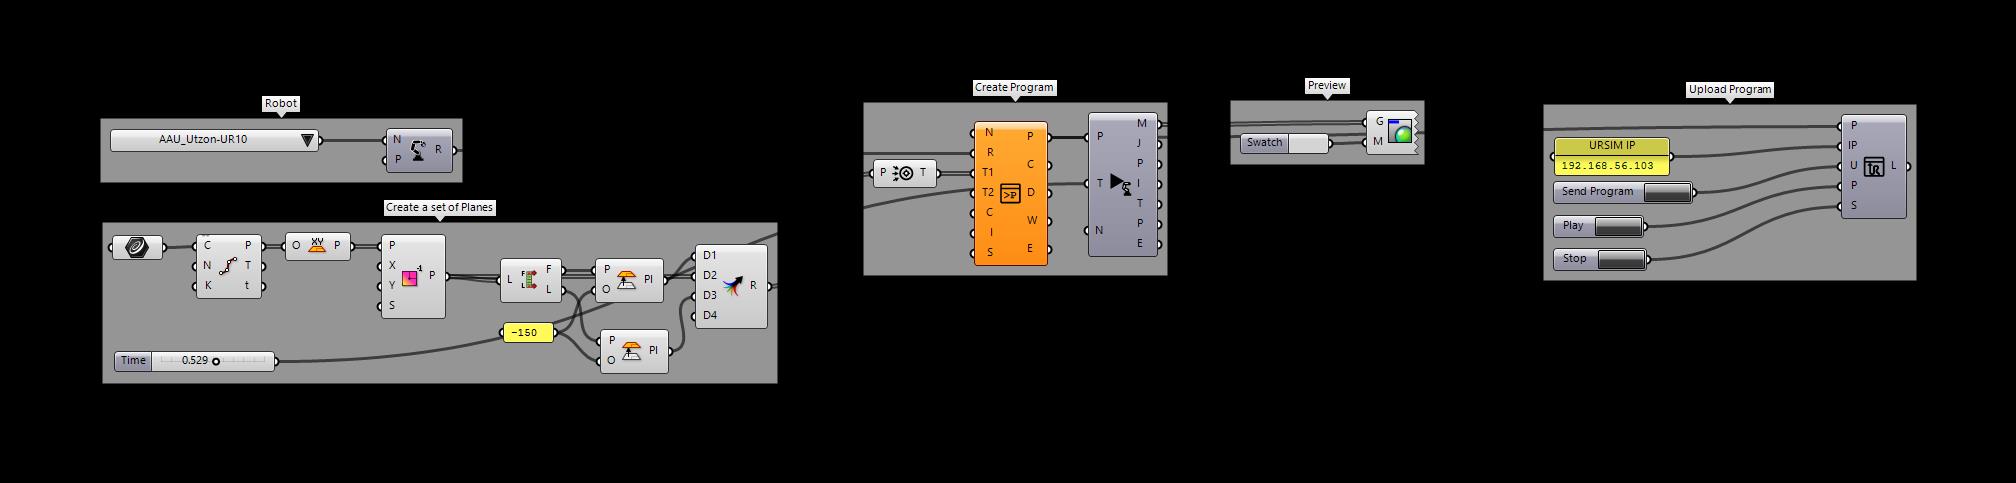 Robot
AAU_Utzon-UR10
N
P
R
Create a set of Planes
C
N
K
P
T
t
O
XY
P
P
X
Y
S
-1
P
L
F
L
F
L
P
O
Pl
-150
P
O
Pl
D1
D2
D3
D4
R
Time
0.529
Create Program
P
T
N
R
T1
T2
C
I
S
>P
P
C
D
W
E
P
T
N
M
J
P
I
T
P
E
Preview
Swatch
G
M
Upload Program
URSIM IP
192.168.56.103
Send Program
Play
Stop
P
IP
U
P
S
L